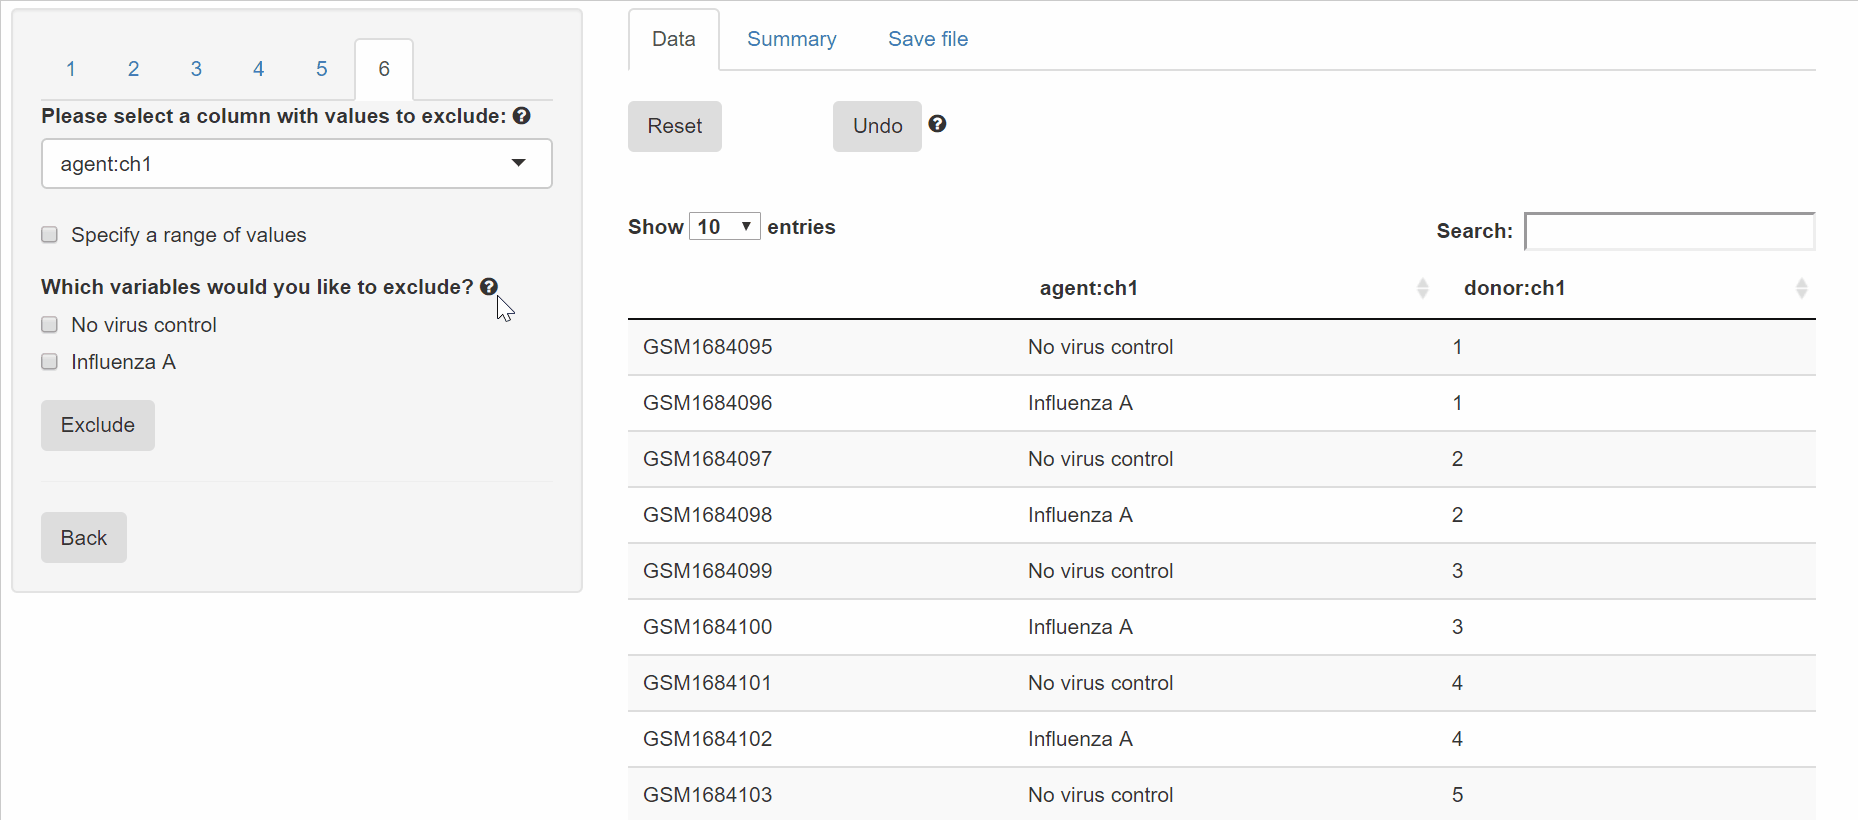 1 2 3 4 5 6
Please select a column with values to exclude: ?
agent:ch1
Specify a range of values
Which variables would you like to exclude? ?
No virus control
Influenza A
Exclude
Back
Data Summary Save file
Reset Undo ?
Show 10 entries Search:
agent:ch1 donor:ch1
GSM1684095 No virus control 1
GSM1684096 Influenza A 1
GSM1684097 No virus control 2
GSM1684098 Influenza A 2
GSM1684099 No virus control 3
GSM1684100 Influenza A 3
GSM1684101 No virus control 4
GSM1684102 Influenza A 4
GSM1684103 No virus control 5